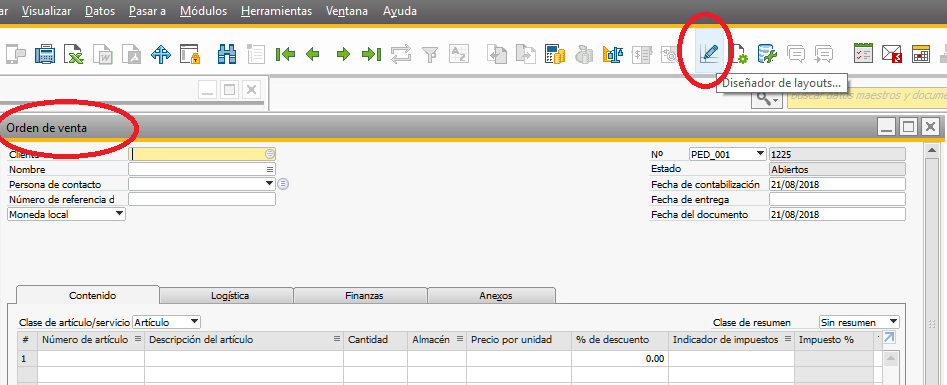 ar Visualizar Datos Pasar a Módulos Herramientas Ventana Ayuda
Diseñador de layouts...
buscar datos maestros y docume
Orden de venta
Cliente
Nº PED_001 1225
Nombre
Estado Abiertos
Persona de contacto
Fecha de contabilización 21/08/2018
Número de referencia d
Fecha de entrega
Moneda local
Fecha del documento 21/08/2018
Contenido Logística Finanzas Anexos
Clase de artículo/servicio Artículo
Clase de resumen Sin resumen
# Número de artículo Descripción del artículo Cantidad Almacén Precio por unidad % de descuento Indicador de impuestos Impuesto %
1 0.00